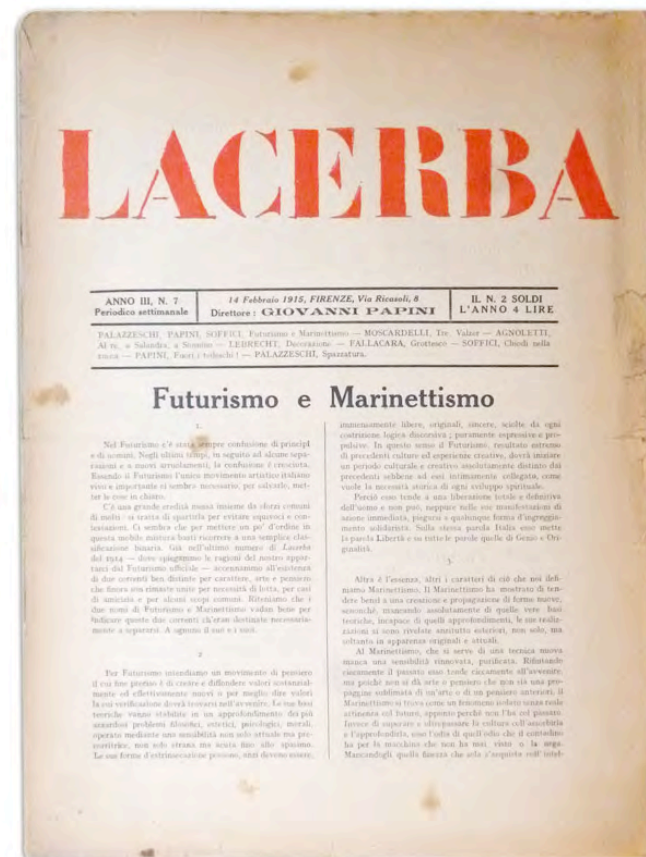 LACERBA
ANNO III, N. 7
Periodico settimanale
14 Febbraio 1915, FIRENZE, Via Ricasoli, 8
Direttore: GIOVANNI PAPINI
IL N. 2 SOLDI
L'ANNO 4 LIRE
PALAZZESCHI, PAPINI, SOFFICI, Futurismo e Marinettismo — MOSCARDELLI, Tre. Valzer — AGNOLETTI,
Al re, a Salandra, a Sonnino — LEBRECHT, Decorazione — FALLACARA, Grottesco — SOFFICI, Chiodi nella
zucca — PAPINI, Fuori i tedeschi! — PALAZZESCHI, Spazzatura.
Futurismo e Marinettismo
1.
Nel Futurismo c'è stata sempre confusione di principî
e di uomini. Negli ultimi tempi, in seguito ad alcune sepa-
razioni e a nuovi arruolamenti, la confusione è cresciuta.
Essendo il Futurismo l'unico movimento artistico italiano
vivo e importante ci sembra necessario, per salvarlo, met-
ter le cose in chiaro.
C'è una grande eredità messa insieme da sforzi comuni
di molti: si tratta di spartirla per evitare equivoci e con-
testazioni. Ci sembra che per mettere un po' d'ordine in
questa nobile mistura basti ricorrere a una semplice clas-
sificazione binaria. Già nell'ultimo numero di Lacerba
del 1914 — dove spiegammo le ragioni del nostro appar-
tarci dal Futurismo ufficiale — accennammo all'esistenza
di due correnti ben distinte per carattere, arte e pensiero
che finora son rimaste unite per necessità di lotta, per casi
di amicizia e per alcuni scopi comuni. Riteniamo che i
due nomi di Futurismo e Marinettismo vadan bene per
indicare queste due correnti ch'eran destinate necessaria-
mente a separarsi. A ognuno il suo e i suoi.
2
Per Futurismo intendiamo un movimento di pensiero
il cui fine preciso è di creare e diffondere valori sostanzial-
mente ed effettivamente nuovi o per meglio dire valori
la cui verificazione dovrà trovarsi nell'avvenire. Le sue basi
teoriche vanno stabilite in un approfondimento dei più
azzardosi problemi filosofici, estetici, psicologici, morali,
operato mediante una sensibilità non solo attuale ma pre-
corritrice, non solo strana ma acuta fino allo spasimo.
Le sue forme d'estrinsecazione possono, anzi devono essere,
immensamente libere, originali, sincere, sciolte da ogni
costrizione logica discorsiva; puramente espressive e pro-
pulsive. In questo senso il Futurismo, resultato estremo
di precedenti culture ed esperienze creative, dovrà iniziare
un periodo culturale e creativo assolutamente distinto dai
precedenti sebbene ad essi intimamente collegato, come
vuole la necessità storica di ogni sviluppo spirituale.
Perciò esso tende a una liberazione totale e definitiva
dell'uomo e non può, neppure nelle sue manifestazioni di
azione immediata, piegarsi a qualunque forma d'irreggimen-
mento solidarista. Sulla stessa parola Italia esso mette
la parola Libertà e su tutte le parole quelle di Genio e Ori-
ginalità.
3.
Altra è l'essenza, altri i caratteri di ciò che noi defi-
niamo Marinettismo. Il Marinettismo ha mostrato di ten-
dere bensì a una creazione e propagazione di forme nuove,
senonchè, mancando assolutamente di quelle vere basi
teoriche, incapace di quelli approfondimenti, le sue realiz-
zazioni si sono rivelate anzitutto esteriori, non solo, ma
soltanto in apparenza originali e attuali.
Al Marinettismo, che si serve di una tecnica nuova
manca una sensibilità rinnovata, purificata. Rifiutando
ciecamente il passato esso tende ciecamente all'avvenire,
ma poichè non si dà arte o pensiero che non sia una pro-
paggine sublimata di un'arte o di un pensiero anteriori, il
Marinettismo si trova come un fenomeno isolato senza reale
attinenza col futuro, appunto perchè non l'ha col passato.
Invece di superare e oltrepassare la cultura coll'arricchirla
e l'approfondirla, esso l'odia di quell'odio che il contadino
ha per la macchina che non ha mai visto o la nega.
Mancandogli quella finezza che sola s'acquista coll'intel-